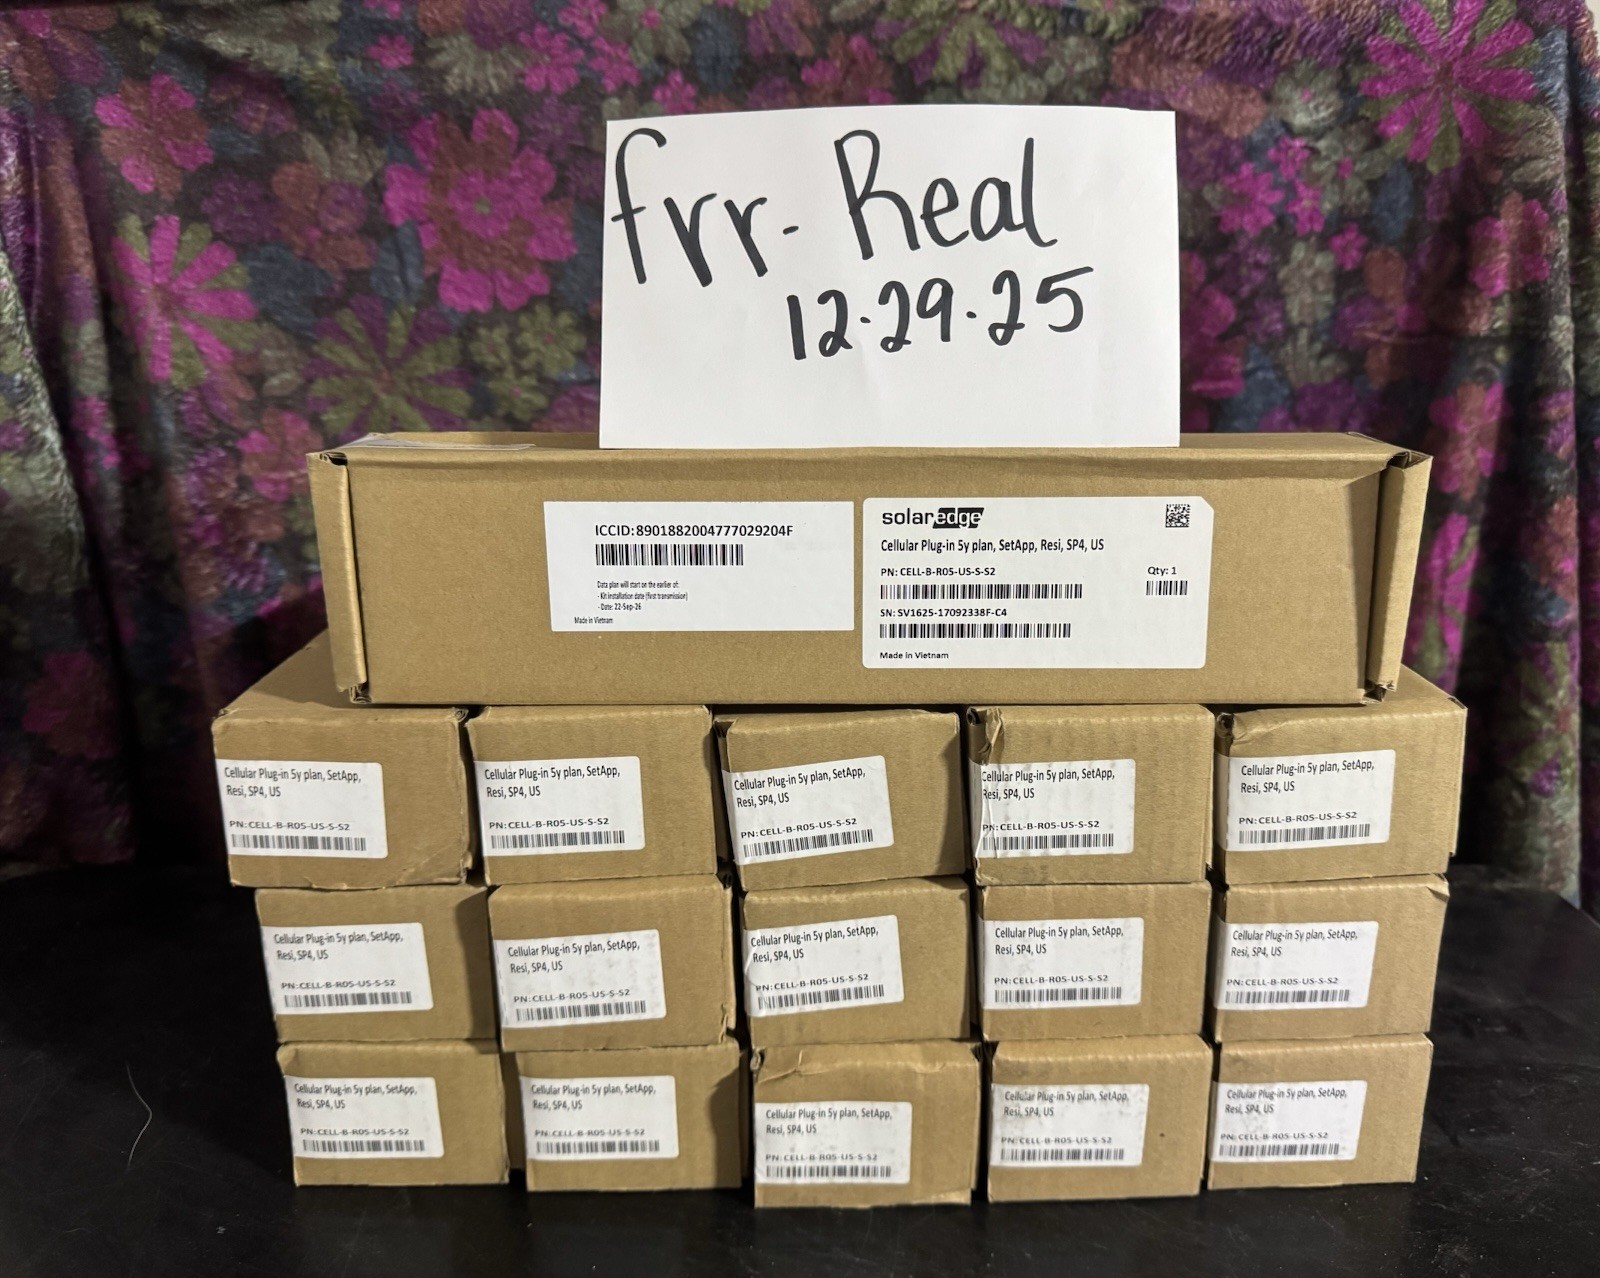 frr- Real
12.29.25
ICCID:8901882004777029204F
Data plan will start on the earlier of:
- Kit installation date (first transmission)
- Date: 22-Sep-26
Made in Vietnam
solaredge
Cellular Plug-in 5y plan, SetApp, Resi, SP4, US
PN: CELL-B-R05-US-S-S2
Qty: 1
SN: SV1625-17092338F-C4
Made in Vietnam
Cellular Plug-in 5y plan, SetApp,
Resi, SP4, US
PN:CELL-B-R05-US-S-S2
Cellular Plug-in 5y plan, SetApp,
Resi, SP4, US
PN:CELL-B-R05-US-S-S2
Cellular Plug-in 5y plan, SetApp,
Resi, SP4, US
PN:CELL-B-R05-US-S-S2
Cellular Plug-in 5y plan, SetApp,
Resi, SP4, US
PN:CELL-B-R05-US-S-S2
Cellular Plug-in 5y plan, SetApp,
Resi, SP4, US
PN:CELL-B-R05-US-S-S2
Cellular Plug-in 5y plan, SetApp,
Resi, SP4, US
PN:CELL-B-R05-US-S-S2
Cellular Plug-in 5y plan, SetApp,
Resi, SP4, US
PN:CELL-B-R05-US-S-S2
Cellular Plug-in 5y plan, SetApp,
Resi, SP4, US
PN:CELL-B-R05-US-S-S2
Cellular Plug-in 5y plan, SetApp,
Resi, SP4, US
PN:CELL-B-R05-US-S-S2
Cellular Plug-in 5y plan, SetApp,
Resi, SP4, US
PN:CELL-B-R05-US-S-S2
Cellular Plug-in 5y plan, SetApp,
Resi, SP4, US
PN:CELL-B-R05-US-S-S2
Cellular Plug-in 5y plan, SetApp,
Resi, SP4, US
PN:CELL-B-R05-US-S-S2
Cellular Plug-in 5y plan, SetApp,
Resi, SP4, US
PN:CELL-B-R05-US-S-S2
Cellular Plug-in 5y plan, SetApp,
Resi, SP4, US
PN:CELL-B-R05-US-S-S2
Cellular Plug-in 5y plan, SetApp,
Resi, SP4, US
PN:CELL-B-R05-US-S-S2